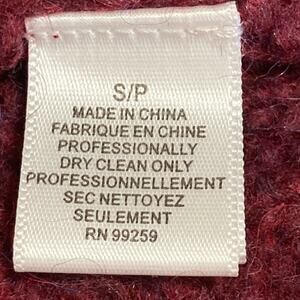 S/P
MADE IN CHINA
FABRIQUE EN CHINE
PROFESSIONALLY
DRY CLEAN ONLY
PROFESSIONNELLEMENT
SEC NETTOYEZ
SEULEMENT
RN 99259